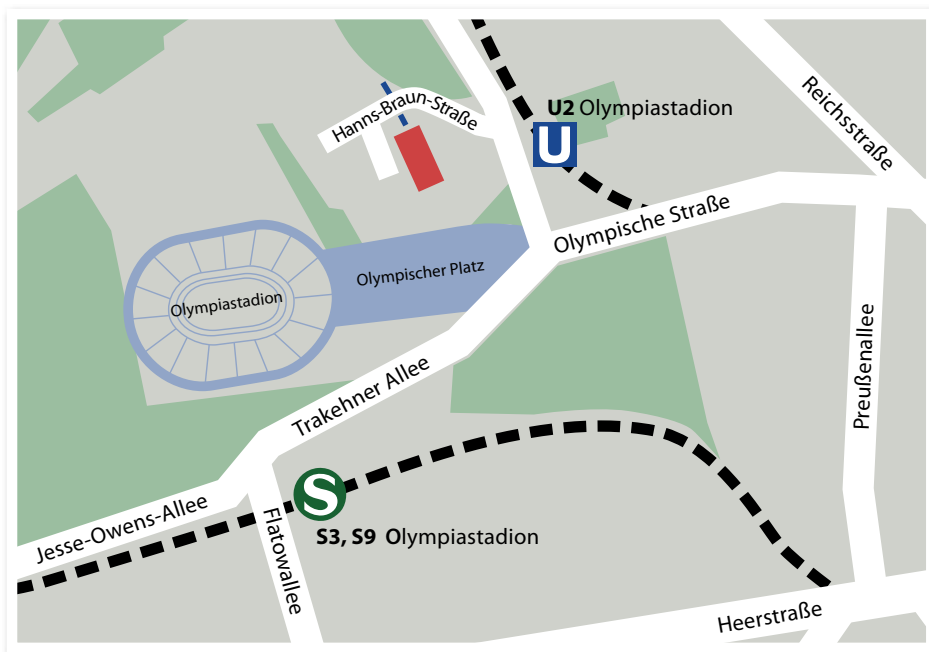 Reichsstraße
U2 Olympiastadion
Hanns-Braun-Straße
U
Olympische Straße
Olympischer Platz
Olympiastadion
Preußenallee
Trakehner Allee
S
Jesse-Owens-Allee
Flatowallee
S3, S9 Olympiastadion
Heerstraße